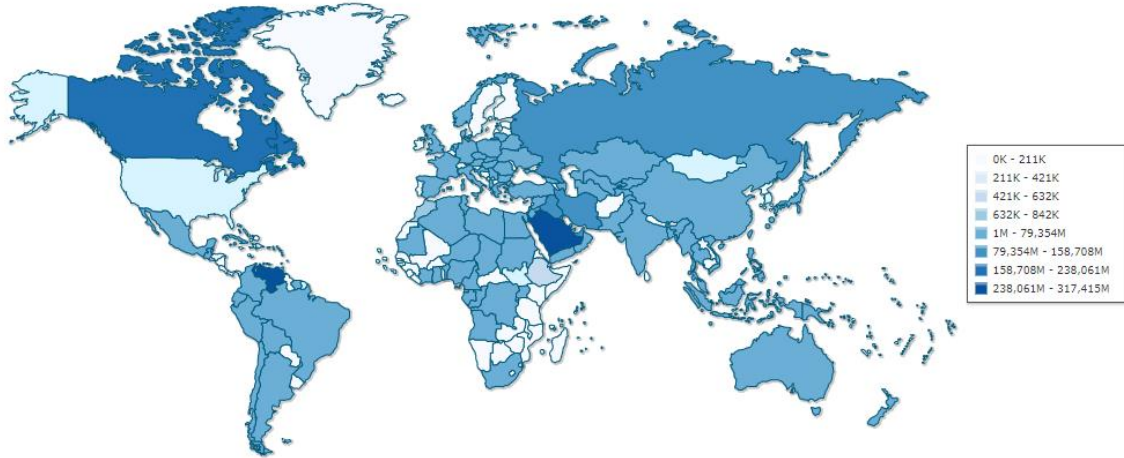 0K - 211K
211K - 421K
421K - 632K
632K - 842K
1M - 79,354M
79,354M - 158,708M
158,708M - 238,061M
238,061M - 317,415M